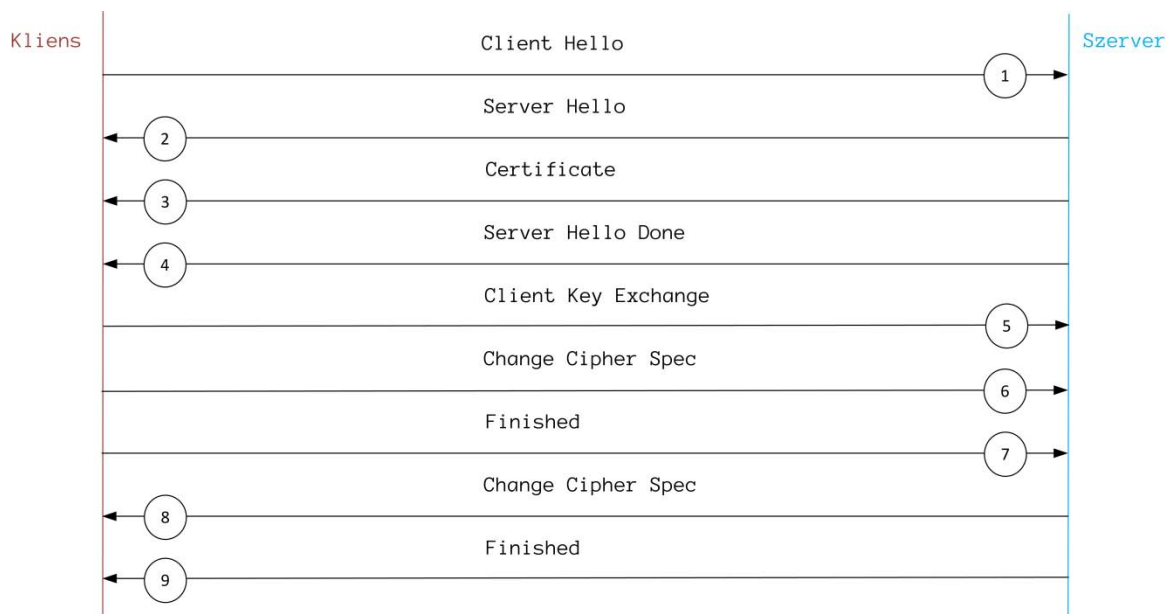 Kliens
Szerver
Client Hello
1
Server Hello
2
Certificate
3
Server Hello Done
4
Client Key Exchange
5
Change Cipher Spec
6
Finished
7
Change Cipher Spec
8
Finished
9